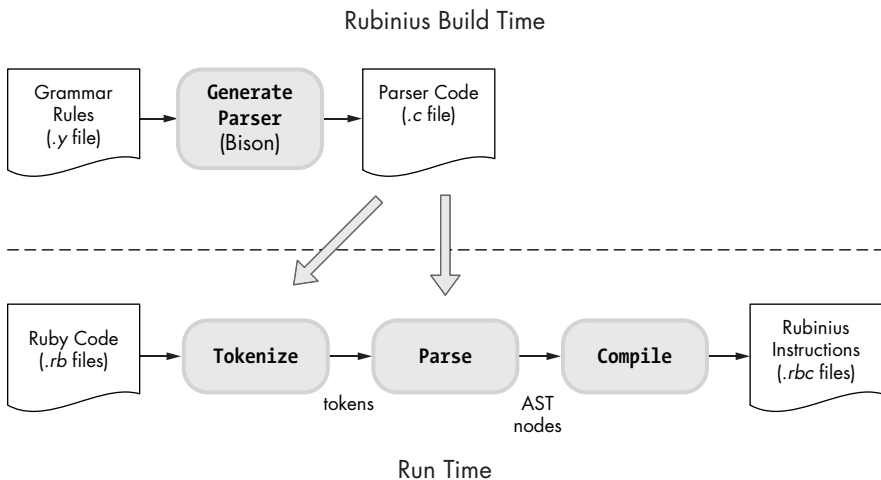 Rubinius Build Time
Grammar
Rules
(.y file)
Generate
Parser
(Bison)
Parser Code
(.c file)
Ruby Code
(.rb files)
Tokenize
tokens
Parse
AST
nodes
Compile
Rubinius
Instructions
(.rbc files)
Run Time